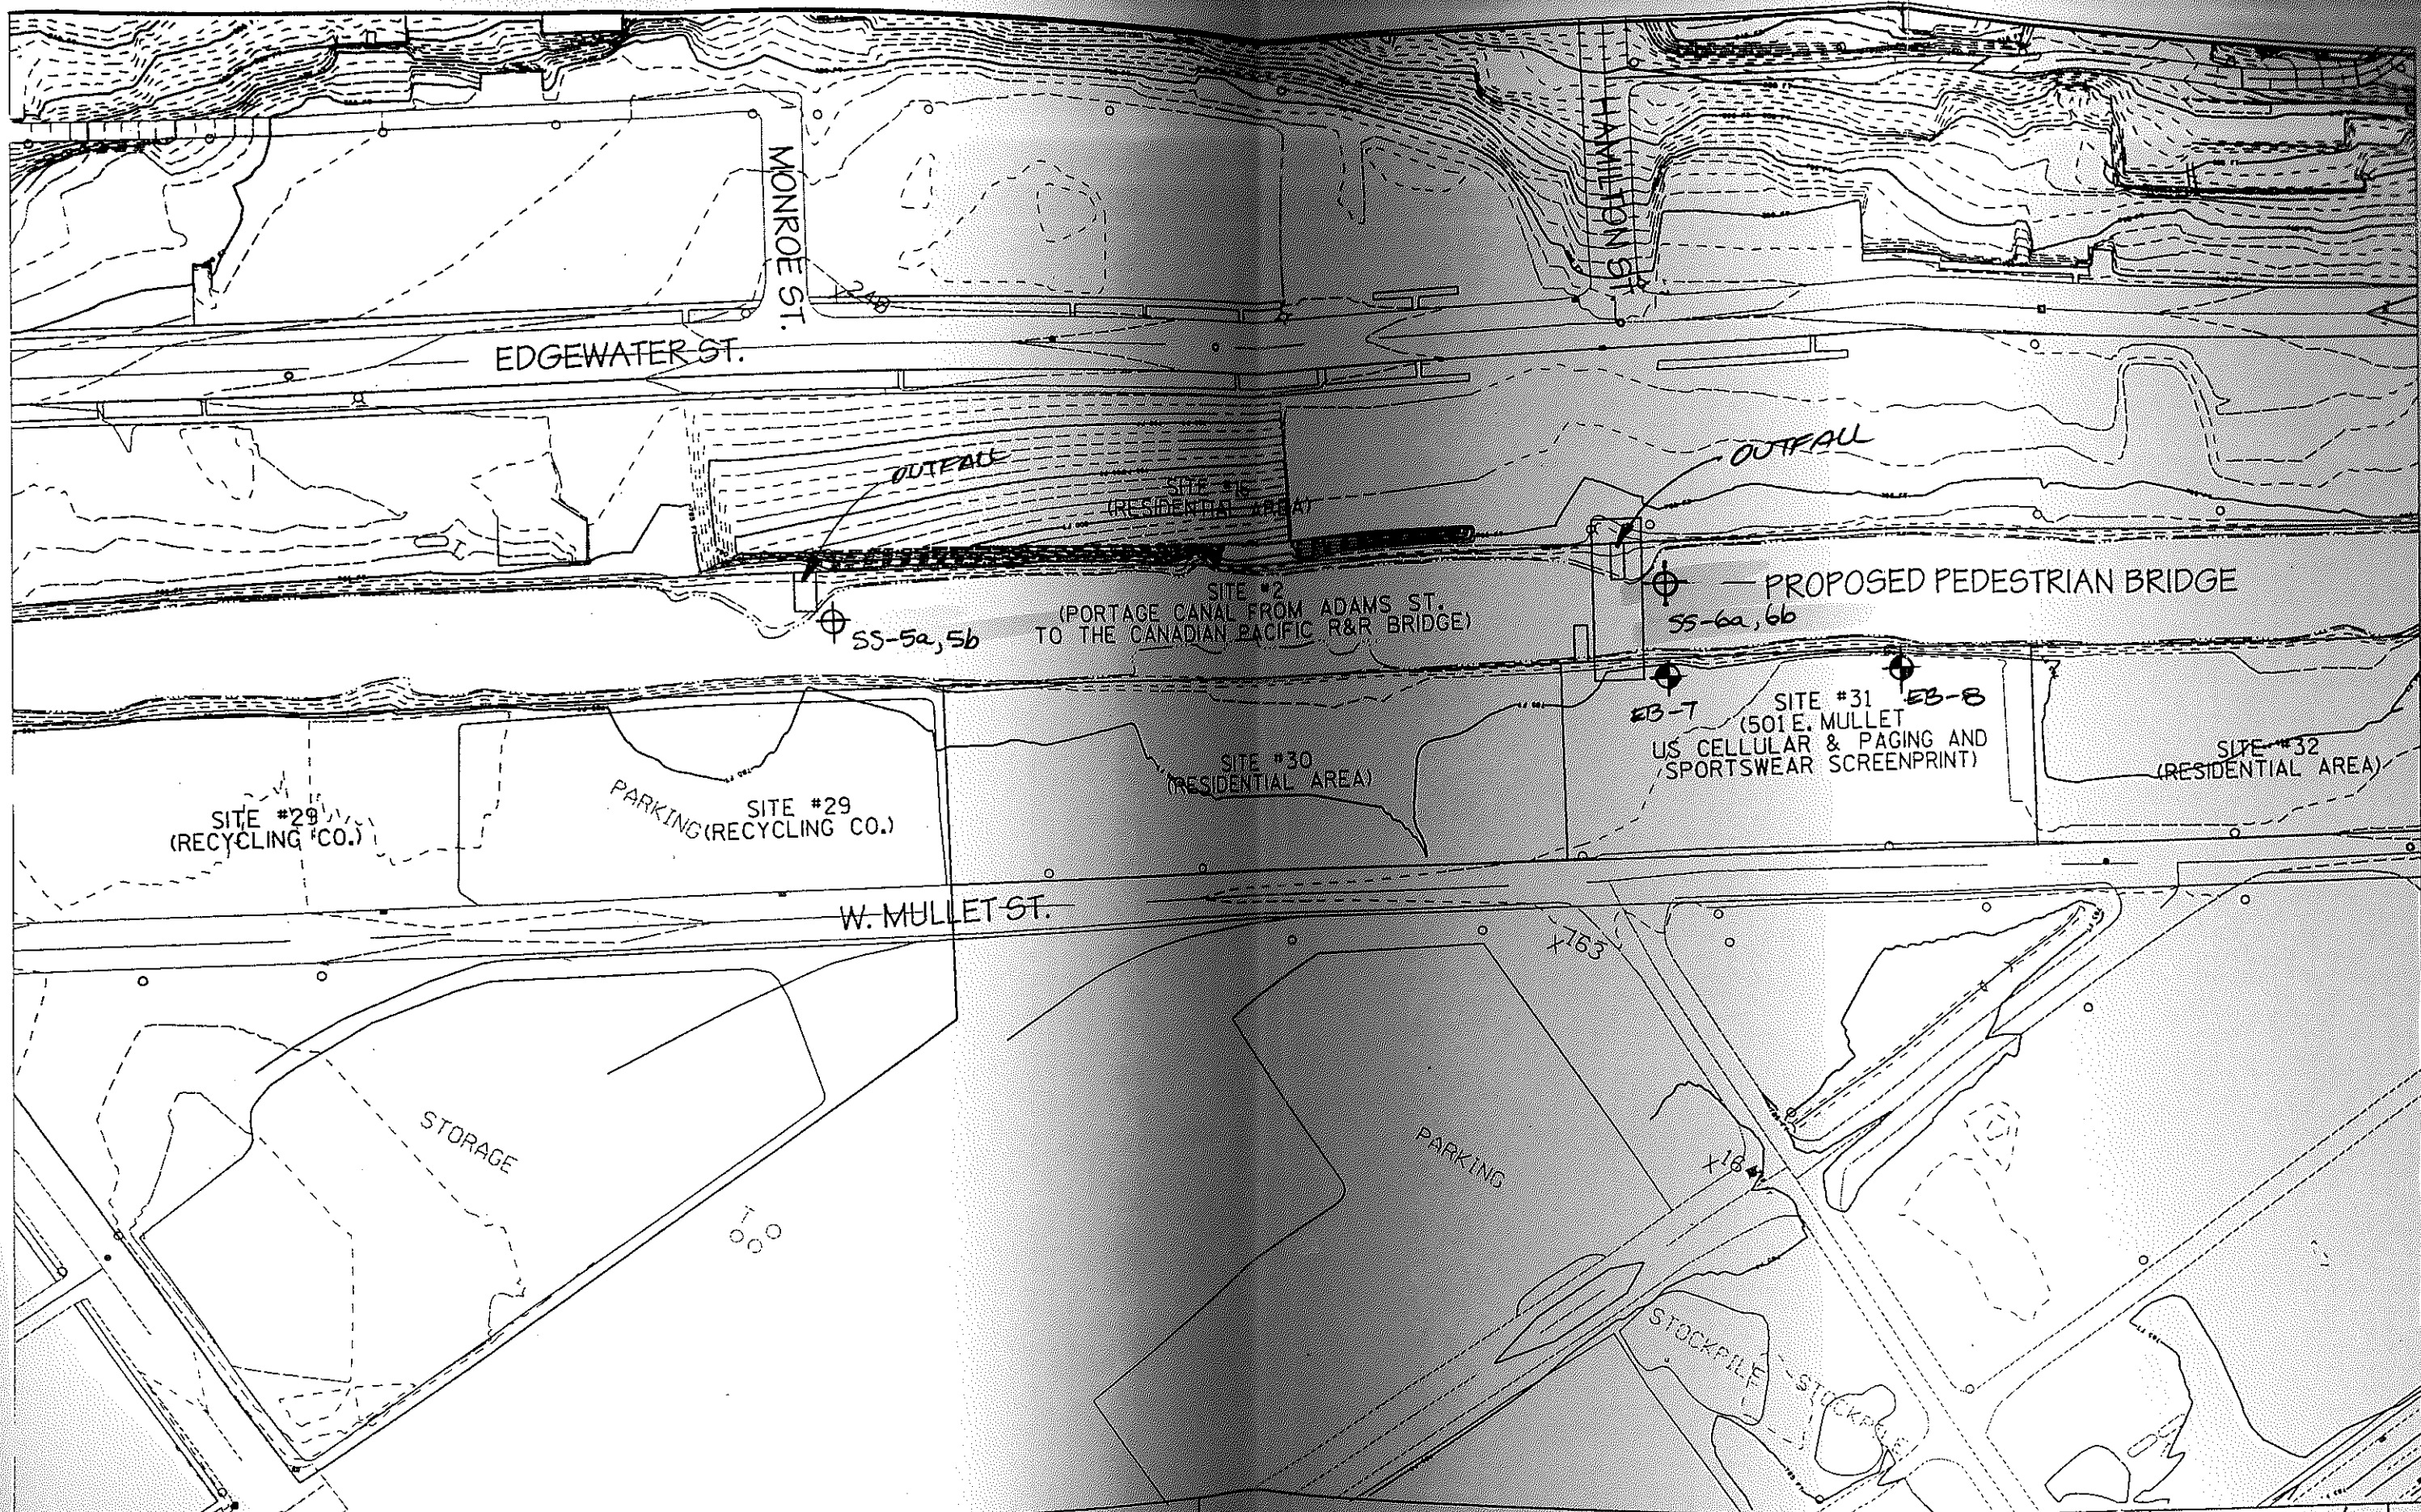 MONROE ST.
HAMILTON ST
x240
EDGEWATER ST.
OUTFALL
OUTFALL
SITE #15
(RESIDENTIAL AREA)
PROPOSED PEDESTRIAN BRIDGE
SITE #2
(PORTAGE CANAL FROM ADAMS ST.
TO THE CANADIAN PACIFIC R&R BRIDGE)
SS-5a, 5b
SS-6a, 6b
EB-7
EB-8
SITE #31
(501 E. MULLET
US CELLULAR & PAGING AND
SPORTSWEAR SCREENPRINT)
SITE #32
(RESIDENTIAL AREA)
SITE #30
(RESIDENTIAL AREA)
PARKING
SITE #29
(RECYCLING CO.)
SITE #29
(RECYCLING CO.)
W. MULLET ST.
x163
STORAGE
PARKING
STOCKPILE
STOCKPILE